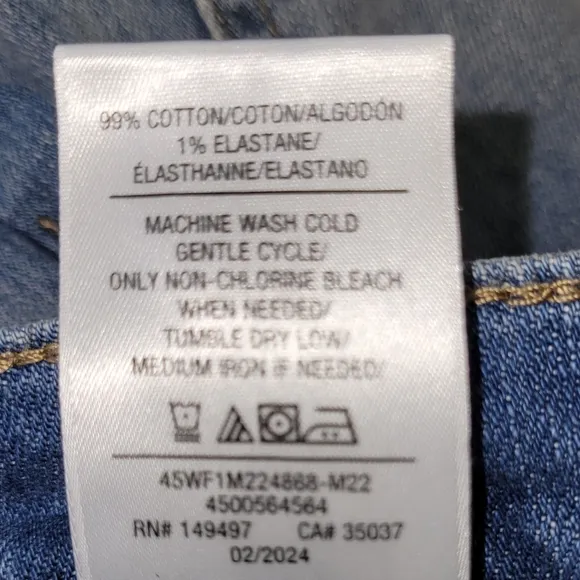 99% COTTON/COTON/ALGODÓN
1% ELASTANE/
ÉLASTHANNE/ELASTANO
MACHINE WASH COLD
GENTLE CYCLE/
ONLY NON-CHLORINE BLEACH
WHEN NEEDED/
TUMBLE DRY LOW/
MEDIUM IRON IF NEEDED/
45WF1M224868-M22
4500564564
RN# 149497 CA# 35037
02/2024